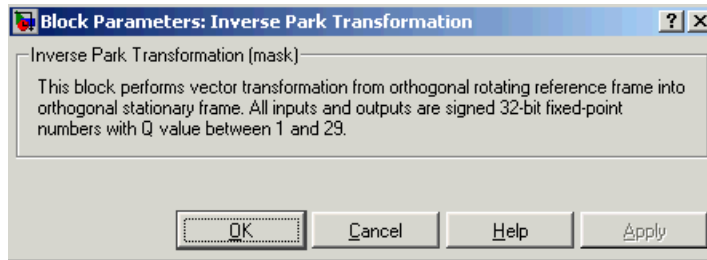 Block Parameters: Inverse Park Transformation
Inverse Park Transformation (mask)
This block performs vector transformation from orthogonal rotating reference frame into
orthogonal stationary frame. All inputs and outputs are signed 32-bit fixed-point
numbers with Q value between 1 and 29.
OK Cancel Help Apply